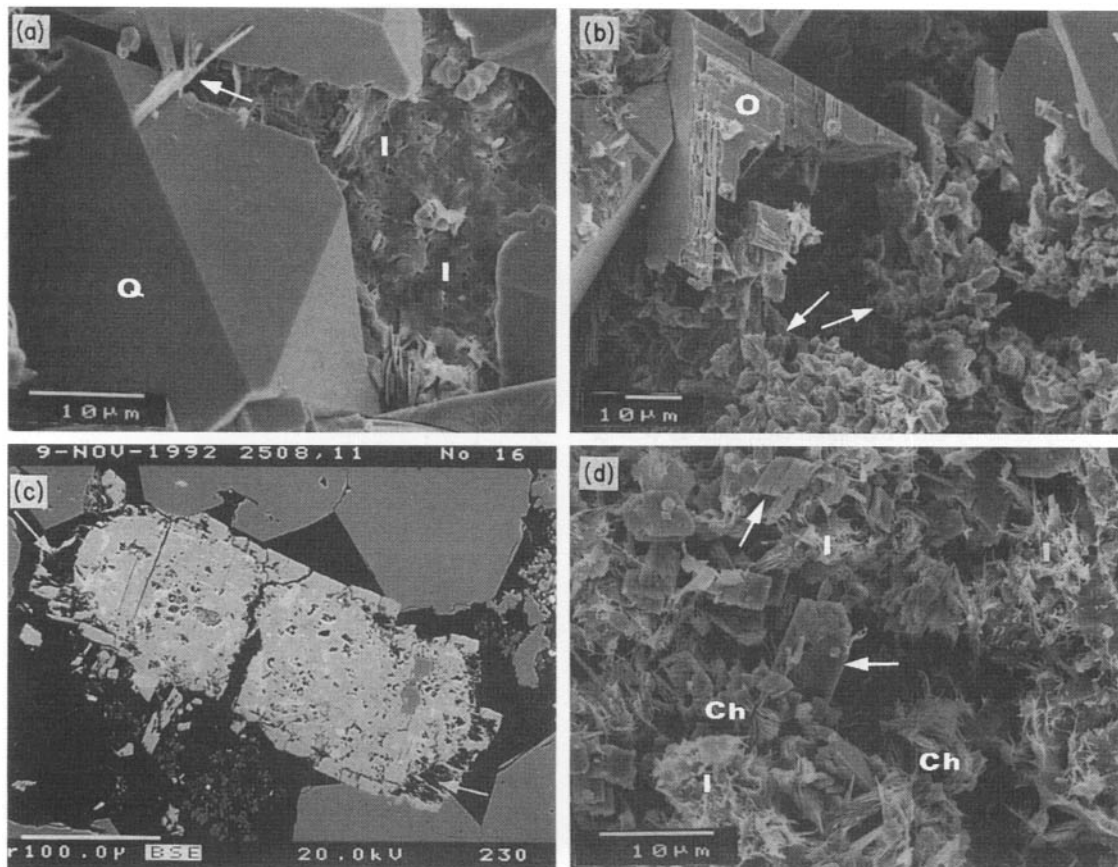 (a)
I
I
Q
10µm
(b)
O
10µm
9-NOV-1992 2508,11 No 16
(c)
r100.0µ BSE 20.0kV 230
(d)
I
I
Ch
Ch
I
10µm